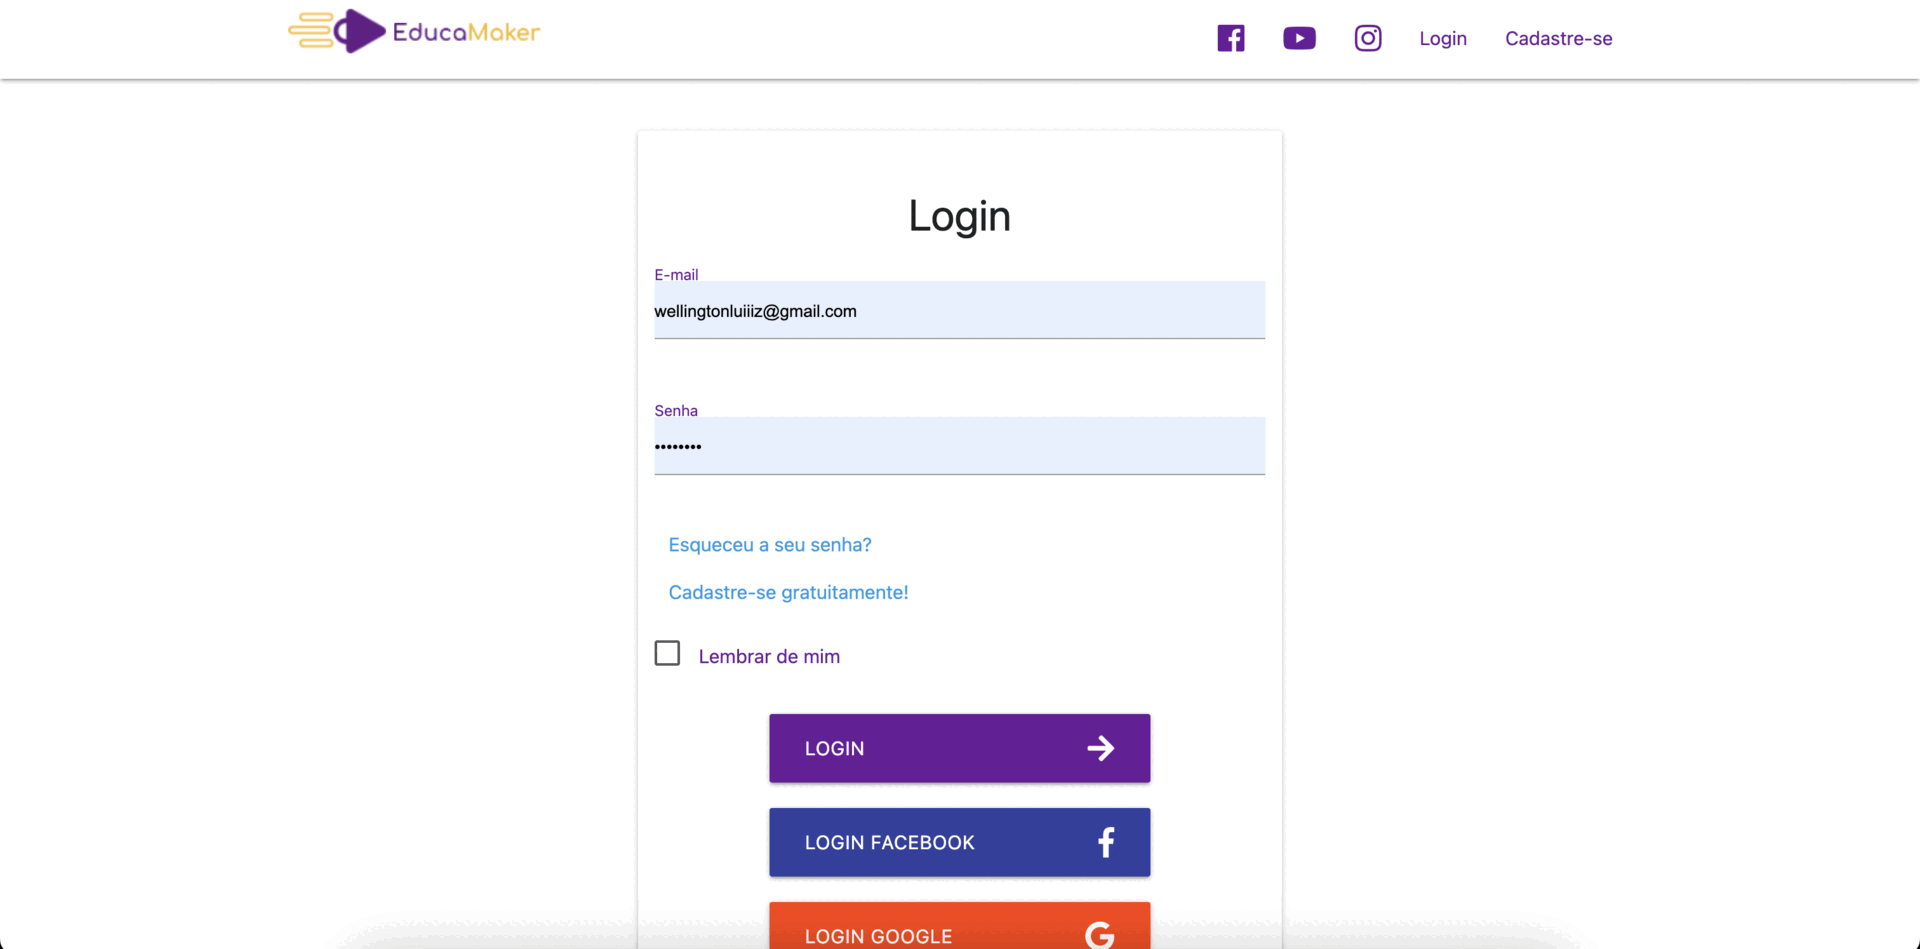 EducaMaker
Login
Cadastre-se
Login
E-mail
wellingtonluiiiz@gmail.com
Senha
••••••••
Esqueceu a seu senha?
Cadastre-se gratuitamente!
Lembrar de mim
LOGIN
LOGIN FACEBOOK
LOGIN GOOGLE